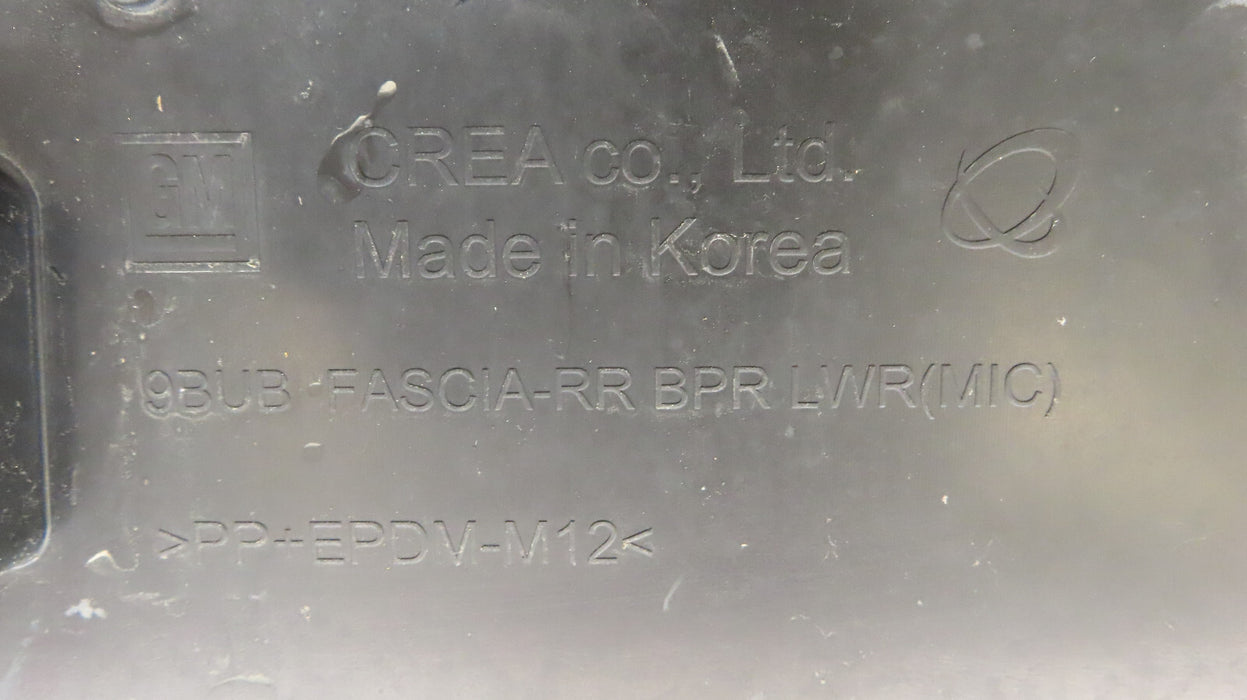 GM
CREA co., Ltd.
Made in Korea
9BUB FASCIA-RR BPR LWR(MIC)
>PP+EPDM-M12<